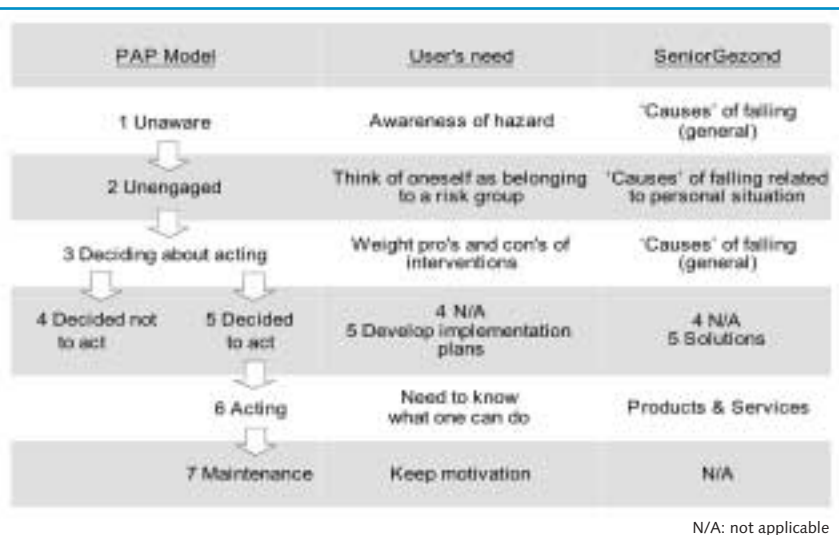 PAP Model User's need SeniorGezond
1 Unaware Awareness of hazard 'Causes' of falling
(general)
2 Unengaged Think of oneself as belonging
to a risk group 'Causes' of falling related
to personal situation
3 Deciding about acting Weight pro's and con's of
interventions 'Causes' of falling
(general)
4 Decided not
to act
5 Decided
to act
4 N/A
5 Develop implementation
plans
4 N/A
5 Solutions
6 Acting Need to know
what one can do Products & Services
7 Maintenance Keep motivation N/A
N/A: not applicable